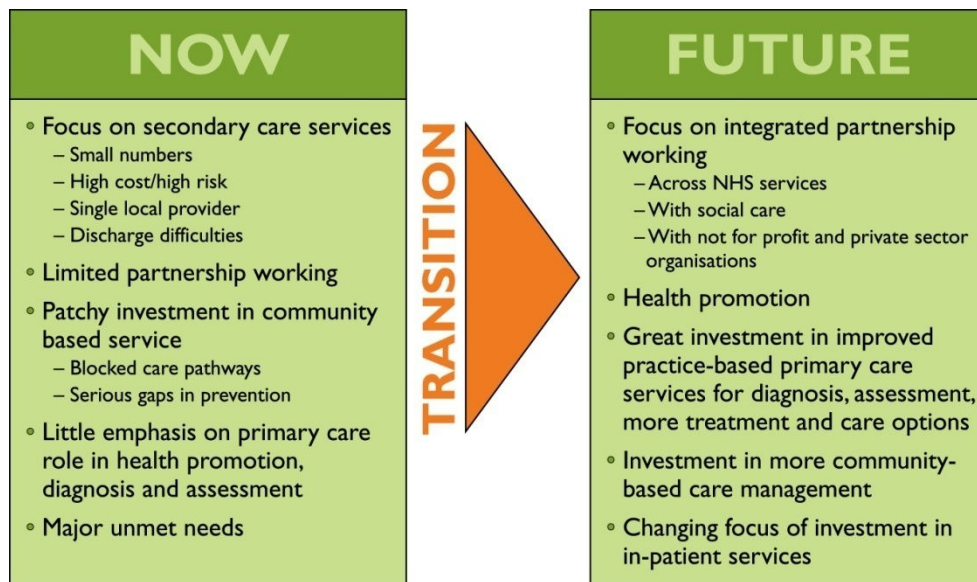 NOW
• Focus on secondary care services
– Small numbers
– High cost/high risk
– Single local provider
– Discharge difficulties
• Limited partnership working
• Patchy investment in community
based service
– Blocked care pathways
– Serious gaps in prevention
• Little emphasis on primary care
role in health promotion,
diagnosis and assessment
• Major unmet needs
TRANSITION
FUTURE
• Focus on integrated partnership
working
– Across NHS services
– With social care
– With not for profit and private sector
organisations
• Health promotion
• Great investment in improved
practice-based primary care
services for diagnosis, assessment,
more treatment and care options
• Investment in more community-
based care management
• Changing focus of investment in
in-patient services